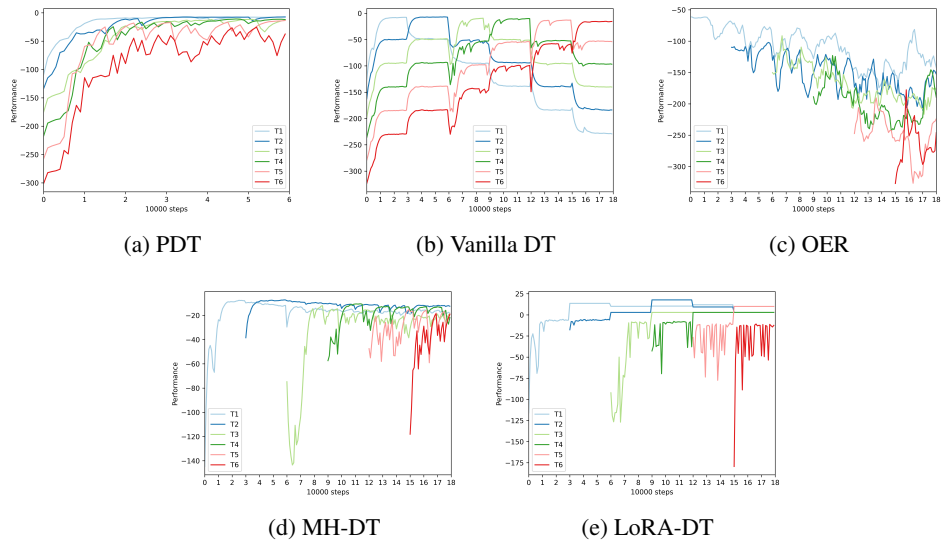 0
−50
−100
−150
−200
−250
−300
Performance
T1
T2
T3
T4
T5
T6
0 1 2 3 4 5 6
10000 steps
(a) PDT
0
−50
−100
−150
−200
−250
−300
Performance
T1
T2
T3
T4
T5
T6
0 1 2 3 4 5 6 7 8 9 10 11 12 13 14 15 16 17 18
10000 steps
(b) Vanilla DT
−50
−100
−150
−200
−250
−300
Performance
T1
T2
T3
T4
T5
T6
0 1 2 3 4 5 6 7 8 9 10 11 12 13 14 15 16 17 18
10000 steps
(c) OER
−20
−40
−60
−80
−100
−120
−140
Performance
T1
T2
T3
T4
T5
T6
0 1 2 3 4 5 6 7 8 9 10 11 12 13 14 15 16 17 18
10000 steps
(d) MH-DT
25
0
−25
−50
−75
−100
−125
−150
−175
Performance
T1
T2
T3
T4
T5
T6
0 1 2 3 4 5 6 7 8 9 10 11 12 13 14 15 16 17 18
10000 steps
(e) LoRA-DT